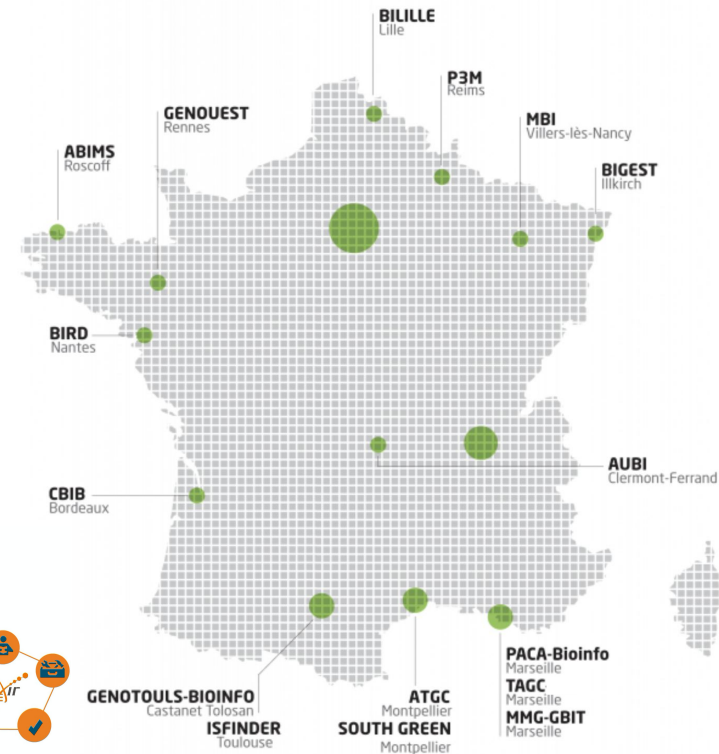 BILILLE
Lille
P3M
Reims
GENOUEST
Rennes
MBI
Villers-lès-Nancy
ABIMS
Roscoff
BIGEST
Illkirch
BIRD
Nantes
AUBI
Clermont-Ferrand
CBIB
Bordeaux
PACA-Bioinfo
Marseille
TAGC
Marseille
MMG-GBIT
Marseille
GENOTOULS-BIOINFO
Castanet Tolosan
ISFINDER
Toulouse
ATGC
Montpellier
SOUTH GREEN
Montpellier